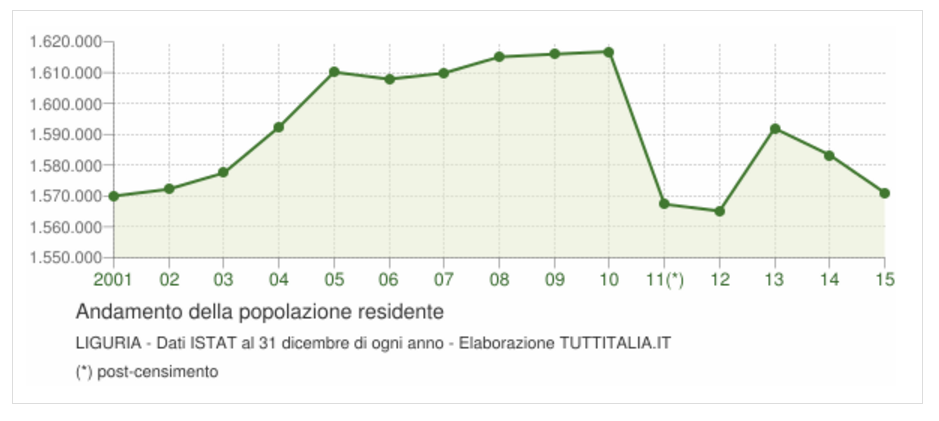 1.620.000
1.610.000
1.600.000
1.590.000
1.580.000
1.570.000
1.560.000
1.550.000
2001 02 03 04 05 06 07 08 09 10 11(*) 12 13 14 15
Andamento della popolazione residente
LIGURIA - Dati ISTAT al 31 dicembre di ogni anno - Elaborazione TUTTITALIA.IT
(*) post-censimento